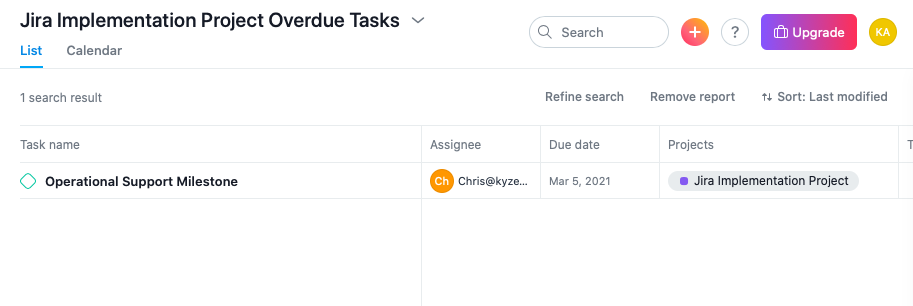 Jira Implementation Project Overdue Tasks
Search
?
Upgrade
KA
List Calendar
1 search result
Refine search Remove report Sort: Last modified
Task name Assignee Due date Projects T
Operational Support Milestone Ch Chris@kyze... Mar 5, 2021 Jira Implementation Project